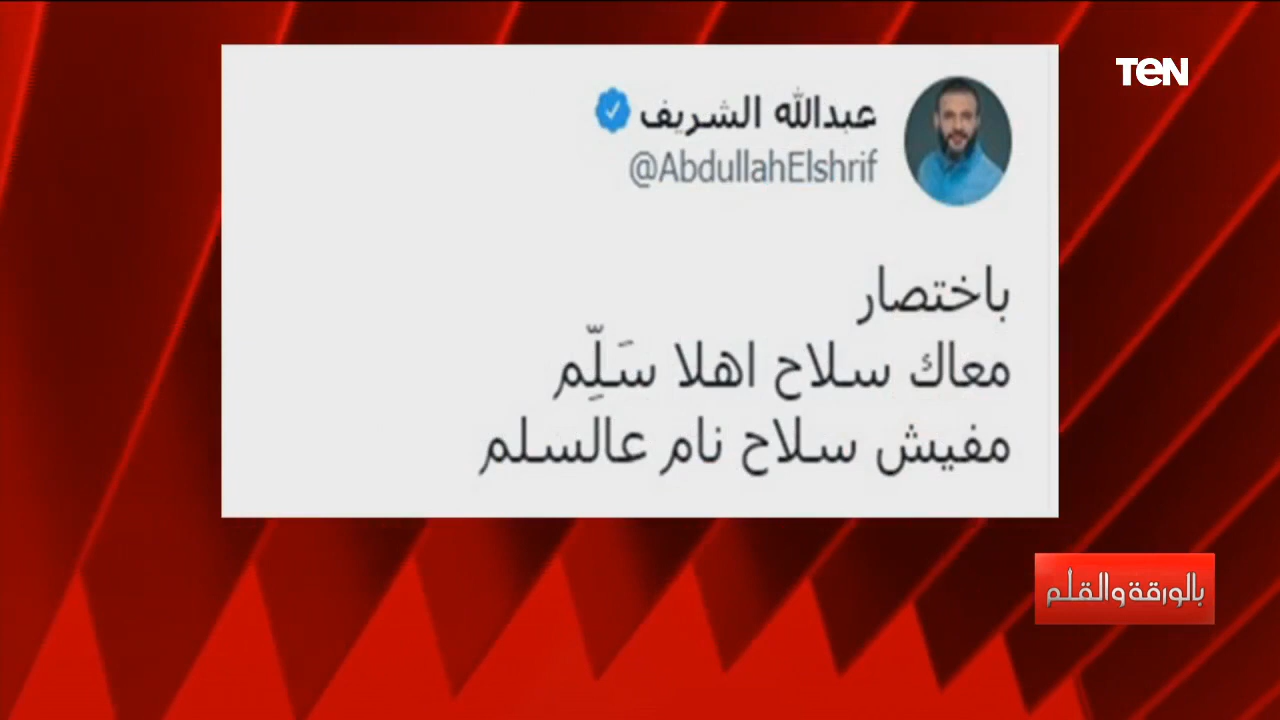 TEN
عبدالله الشريف
@AbdullahElshrif
باختصار
معاك سلاح اهلا سَلِّم
مفيش سلاح نام عالسلم
بالورقة والقلم